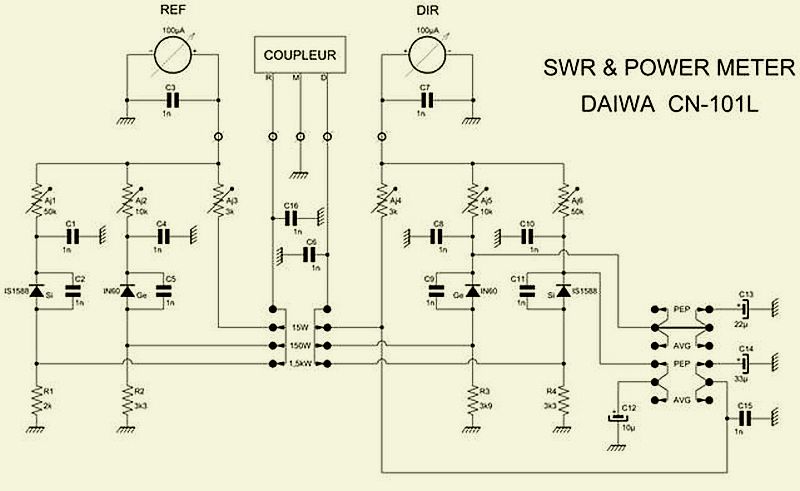 REF
DIR
100µA
100µA
- +
- +
COUPLEUR
R M D
SWR & POWER METER
DAIWA CN-101L
C3
1n
C7
1n
Aj1
50k
Aj2
10k
Aj3
3k
Aj4
3k
Aj5
10k
Aj6
50k
C1
1n
C4
1n
C16
1n
C6
1n
C8
1n
C10
1n
IS1588
Si
C2
1n
IN60
Ge
C5
1n
C9
1n
Ge
IN60
C11
1n
Si
IS1588
15W
150W
1,5kW
PEP
AVG
PEP
AVG
C13
22µ
C14
33µ
C12
10µ
C15
1n
R1
2k
R2
3k3
R3
3k9
R4
3k3